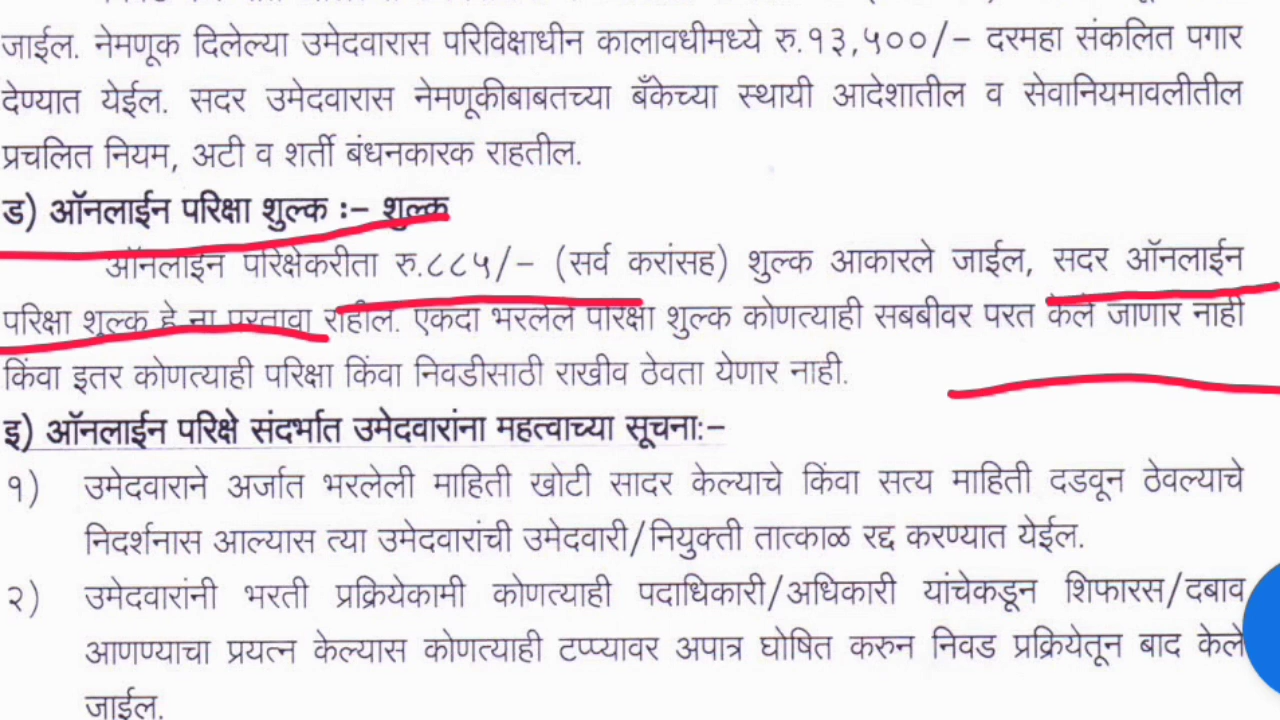 जाईल. नेमणूक दिलेल्या उमेदवारास परिविक्षाधीन कालावधीमध्ये रु.१३,५००/- दरमहा संकलित पगार
देण्यात येईल. सदर उमेदवारास नेमणूकीबाबतच्या बँकेच्या स्थायी आदेशातील व सेवानियमावलीतील
प्रचलित नियम, अटी व शर्ती बंधनकारक राहतील.
ड) ऑनलाईन परिक्षा शुल्क :- शुल्क
ऑनलाईन परिक्षेकरीता रु.८८५/- (सर्व करांसह) शुल्क आकारले जाईल, सदर ऑनलाईन
परिक्षा शुल्क हे ना परतावा राहील. एकदा भरलेले परिक्षा शुल्क कोणत्याही सबबीवर परत केले जाणार नाही
किंवा इतर कोणत्याही परिक्षा किंवा निवडीसाठी राखीव ठेवता येणार नाही.
इ) ऑनलाईन परिक्षे संदर्भात उमेदवारांना महत्वाच्या सूचना:-
१) उमेदवाराने अर्जात भरलेली माहिती खोटी सादर केल्याचे किंवा सत्य माहिती दडवून ठेवल्याचे
निदर्शनास आल्यास त्या उमेदवारांची उमेदवारी/नियुक्ती तात्काळ रद्द करण्यात येईल.
२) उमेदवारांनी भरती प्रक्रियेकामी कोणत्याही पदाधिकारी/अधिकारी यांचेकडून शिफारस/दबाव
आणण्याचा प्रयत्न केल्यास कोणत्याही टप्प्यावर अपात्र घोषित करुन निवड प्रक्रियेतून बाद केले
जाईल.